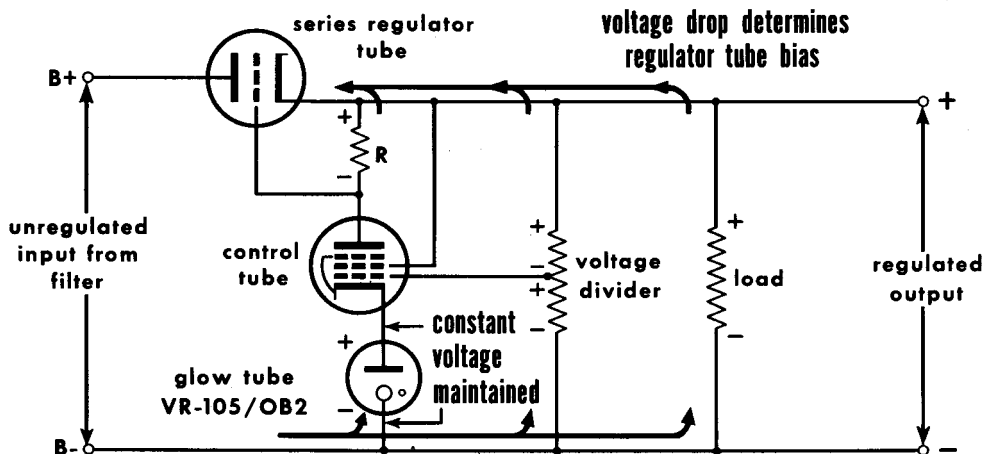 series regulator
tube
voltage drop determines
regulator tube bias
B+
+
+
R
−
unregulated
input from
filter
control
tube
+
−
+
−
voltage
divider
+
load
−
regulated
output
constant
voltage
maintained
+
−
glow tube
VR-105/OB2
B-
−